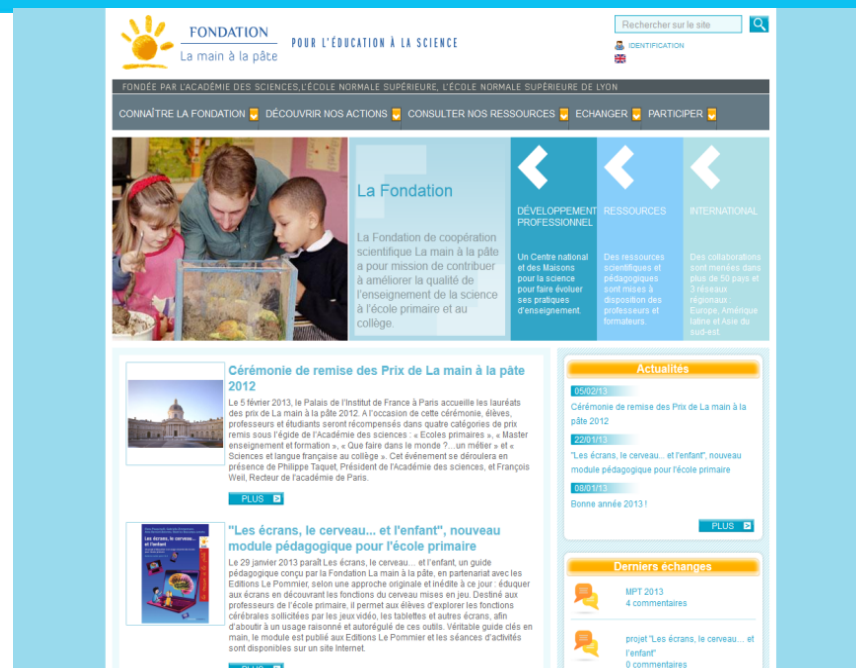 FONDATION
La main à la pâte
POUR L'ÉDUCATION À LA SCIENCE
Rechercher sur le site
IDENTIFICATION
FONDÉE PAR L'ACADÉMIE DES SCIENCES,L'ÉCOLE NORMALE SUPÉRIEURE, L'ÉCOLE NORMALE SUPÉRIEURE DE LYON
CONNAÎTRE LA FONDATION DÉCOUVRIR NOS ACTIONS CONSULTER NOS RESSOURCES ECHANGER PARTICIPER
La Fondation
La Fondation de coopération
scientifique La main à la pâte
a pour mission de contribuer
à améliorer la qualité de
l'enseignement de la science
à l'école primaire et au
collège.
DÉVELOPPEMENT
PROFESSIONNEL
Un Centre national
et des Maisons
pour la science
pour faire évoluer
ses pratiques
d'enseignement.
RESSOURCES
Des ressources
scientifiques et
pédagogiques
sont mises à
disposition des
professeurs et
formateurs.
INTERNATIONAL
Des collaborations
sont menées dans
plus de 50 pays et
3 réseaux
régionaux :
Europe, Amérique
latine et Asie du
sud-est.
Cérémonie de remise des Prix de La main à la pâte
2012
Le 5 février 2013, le Palais de l'Institut de France à Paris accueille les lauréats
des prix de La main à la pâte 2012. A l'occasion de cette cérémonie, élèves,
professeurs et étudiants seront récompensés dans quatre catégories de prix
remis sous l'égide de l'Académie des sciences : « Ecoles primaires », « Master
enseignement et formation », « Que faire dans le monde ?…un métier » et «
Sciences et langue française au collège ». Cet événement se déroulera en
présence de Philippe Taquet, Président de l'Académie des sciences, et François
Weil, Recteur de l'académie de Paris.
PLUS
"Les écrans, le cerveau... et l'enfant", nouveau
module pédagogique pour l'école primaire
Le 29 janvier 2013 paraît Les écrans, le cerveau… et l'enfant, un guide
pédagogique conçu par la Fondation La main à la pâte, en partenariat avec les
Editions Le Pommier, selon une approche originale et inédite à ce jour : éduquer
aux écrans en découvrant les fonctions du cerveau mises en jeu. Destiné aux
professeurs de l'école primaire, il permet aux élèves d'explorer les fonctions
cérébrales sollicitées par les jeux vidéo, les tablettes et autres écrans, afin
d'aboutir à un usage raisonné et autorégulé de ces outils. Véritable guide clés en
main, le module est publié aux Editions Le Pommier et les séances d'activités
sont disponibles sur un site Internet.
PLUS
Les écrans, le cerveau...
et l'enfant
Actualités
05/02/13
Cérémonie de remise des Prix de La main à la
pâte 2012
22/01/13
"Les écrans, le cerveau... et l'enfant", nouveau
module pédagogique pour l'école primaire
08/01/13
Bonne année 2013 !
PLUS
Derniers échanges
MPT 2013
4 commentaires
projet "Les écrans, le cerveau… et
l'enfant"
0 commentaires